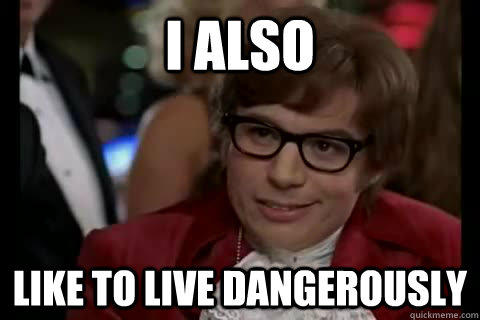 I ALSO
LIKE TO LIVE DANGEROUSLY
quickmeme.com